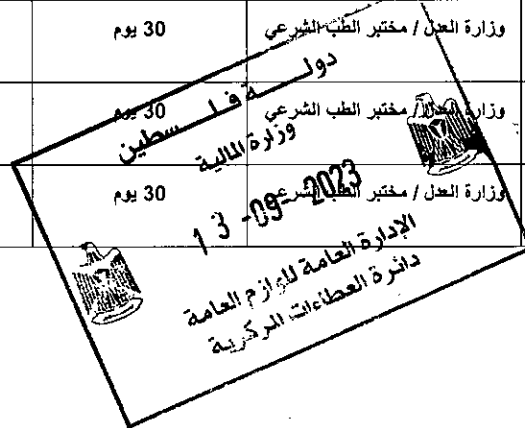 وزارة العدل / مختبر الطب الشرعي 30 يوم
وزارة العدل / مختبر الطب الشرعي 30 يوم
وزارة العدل / مختبر الطب الشرعي 30 يوم
دولة فلسطين
وزارة المالية
13-09-2023
الإدارة العامة للوازم العامة
دائرة العطاءات المركزية